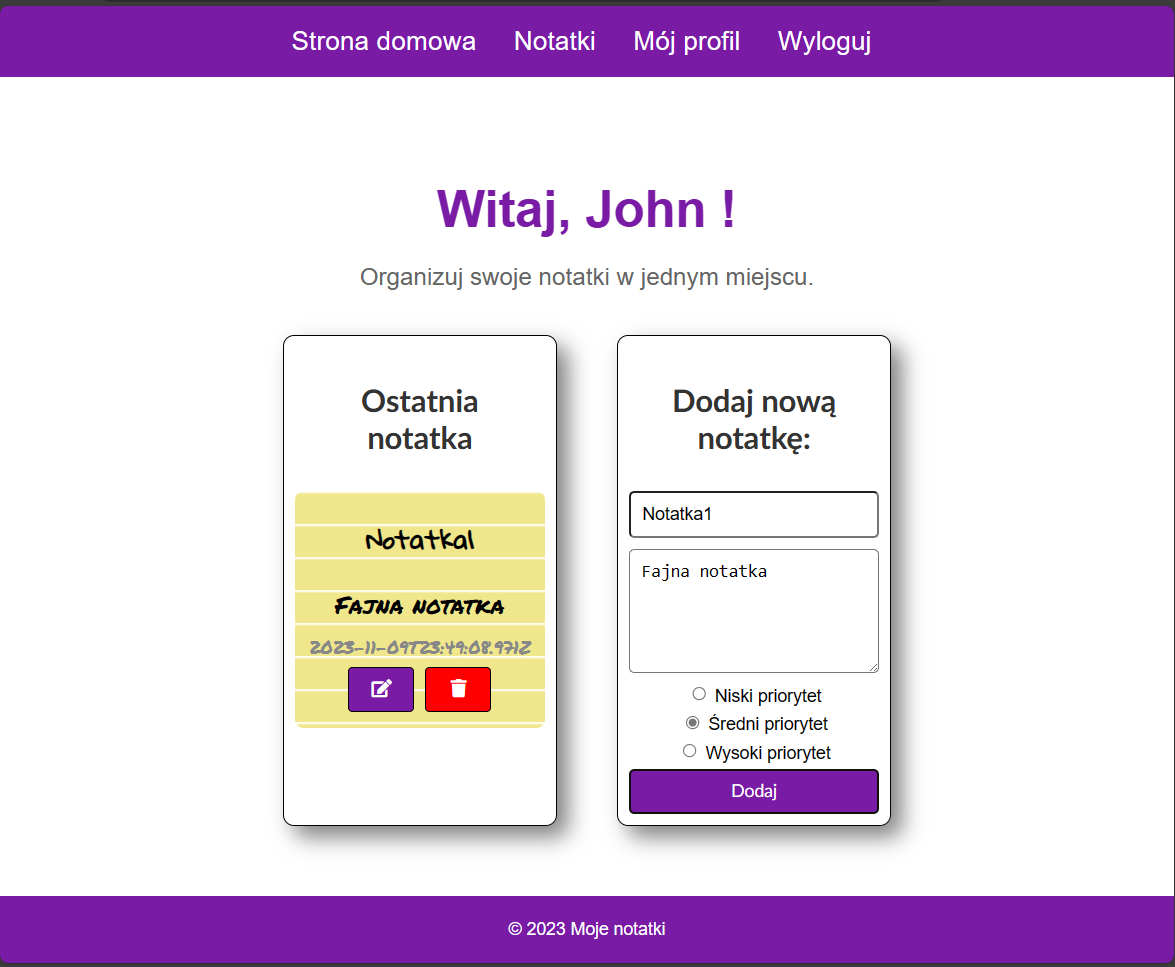 Strona domowa Notatki Mój profil Wyloguj
Witaj, John !
Organizuj swoje notatki w jednym miejscu.
Ostatnia
notatka
Notatka1
Fajna notatka
2023-11-09T23:49:08.971Z
Dodaj nową
notatkę:
Notatka1
Fajna notatka
Niski priorytet
Średni priorytet
Wysoki priorytet
Dodaj
© 2023 Moje notatki